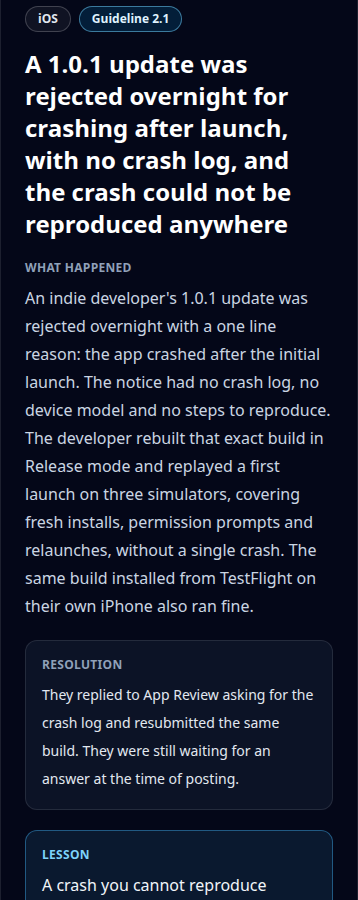 iOS
Guideline 2.1
A 1.0.1 update was
rejected overnight for
crashing after launch,
with no crash log, and
the crash could not be
reproduced anywhere
WHAT HAPPENED
An indie developer's 1.0.1 update was
rejected overnight with a one line
reason: the app crashed after the initial
launch. The notice had no crash log, no
device model and no steps to reproduce.
The developer rebuilt that exact build in
Release mode and replayed a first
launch on three simulators, covering
fresh installs, permission prompts and
relaunches, without a single crash. The
same build installed from TestFlight on
their own iPhone also ran fine.
RESOLUTION
They replied to App Review asking for the
crash log and resubmitted the same
build. They were still waiting for an
answer at the time of posting.
LESSON
A crash you cannot reproduce